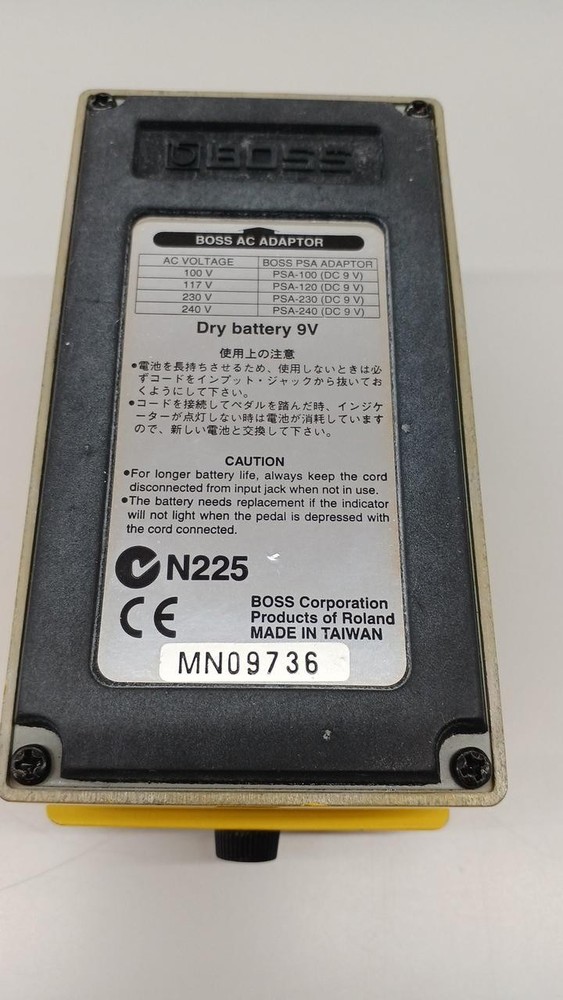 BOSS
BOSS AC ADAPTOR
AC VOLTAGE BOSS PSA ADAPTOR
100 V PSA-100 (DC 9 V)
117 V PSA-120 (DC 9 V)
230 V PSA-230 (DC 9 V)
240 V PSA-240 (DC 9 V)
Dry battery 9V
使用上の注意
●電池を長持ちさせるため、使用しないときは必
ずコードをインプット・ジャックから抜いてお
くようにして下さい。
●コードを接続してペダルを踏んだ時、インジケ
ーターが点灯しない時は電池が消耗しています
ので、新しい電池と交換して下さい。
CAUTION
●For longer battery life, always keep the cord
disconnected from input jack when not in use.
●The battery needs replacement if the indicator
will not light when the pedal is depressed with
the cord connected.
N225
CE
BOSS Corporation
Products of Roland
MADE IN TAIWAN
MN09736